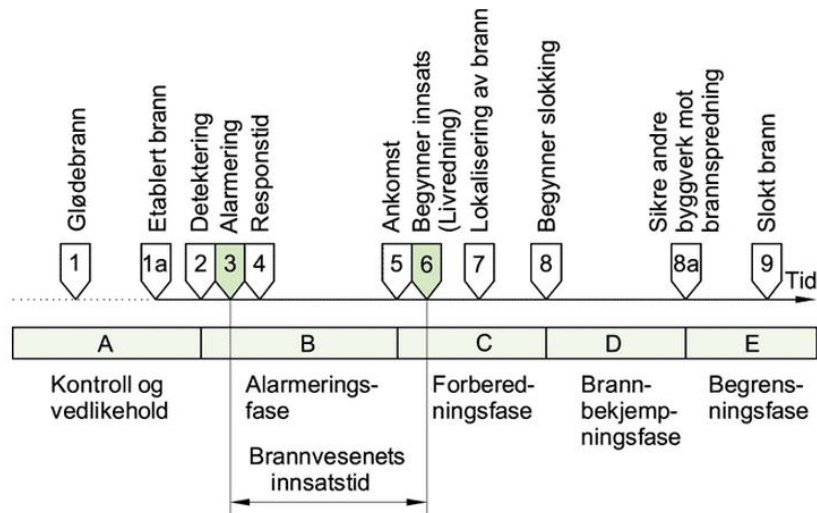 Glødebrann
Etablert brann
Detektering
Alarmering
Responstid
Ankomst
Begynner innsats
(Livredning)
Lokalisering av brann
Begynner slokking
Sikre andre
byggverk mot
brannspredning
Slokt brann
1
1a
2
3
4
5
6
7
8
8a
9
Tid
A
B
C
D
E
Kontroll og
vedlikehold
Alarmerings-
fase
Forbered-
ningsfase
Brann-
bekjemp-
ningsfase
Begrens-
ningsfase
Brannvesenets
innsatstid